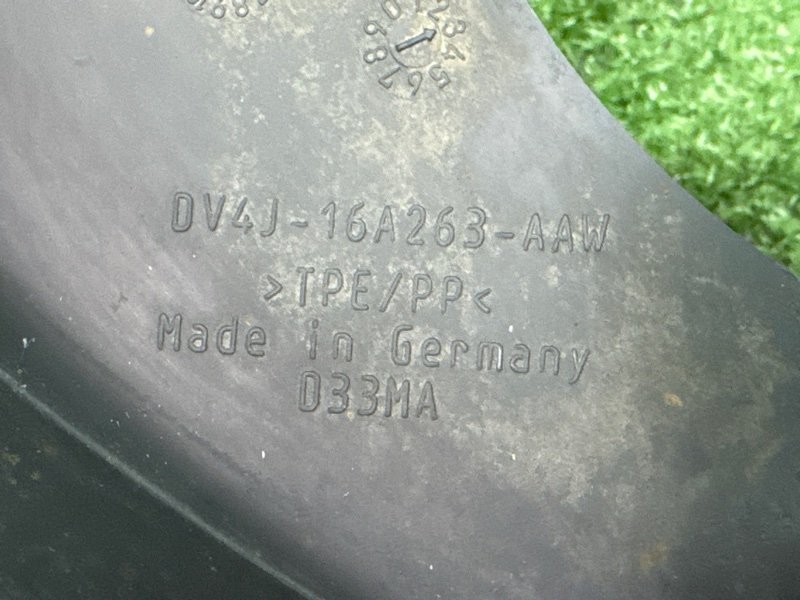 DV4J-16A263-AAW
>TPE/PP<
Made in Germany
D33MA